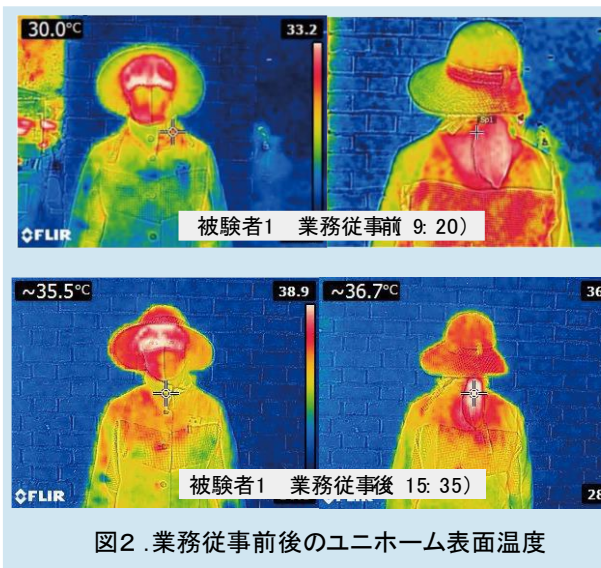 30.0℃ 33.2
Sp1
被験者1 業務従事前( 9:20)
FLIR
~35.5℃ 38.9 ~36.7℃ 36
被験者1 業務従事後( 15:35)
FLIR 28
図2.業務従事前後のユニホーム表面温度